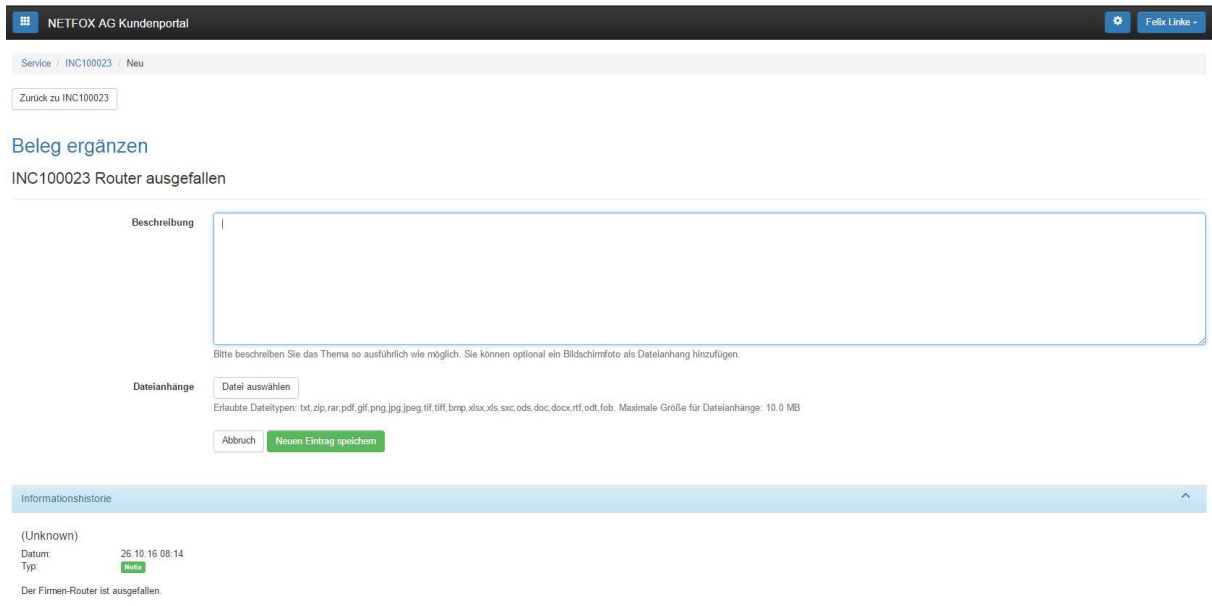 NETFOX AG Kundenportal
Felix Linke
Service / INC100023 / Neu
Zurück zu INC100023
Beleg ergänzen
INC100023 Router ausgefallen
Beschreibung
Bitte beschreiben Sie das Thema so ausführlich wie möglich. Sie können optional ein Bildschirmfoto als Dateianhang hinzufügen.
Dateianhänge Datei auswählen
Erlaubte Dateitypen: txt,zip,rar,pdf,gif,png,jpg,jpeg,tif,tiff,bmp,xlsx,xls,sxc,ods,doc,docx,rtf,odt,fob. Maximale Größe für Dateianhänge: 10.0 MB
Abbruch Neuen Eintrag speichern
Informationshistorie
(Unknown)
Datum: 26.10.16 08:14
Typ: Notiz
Der Firmen-Router ist ausgefallen.